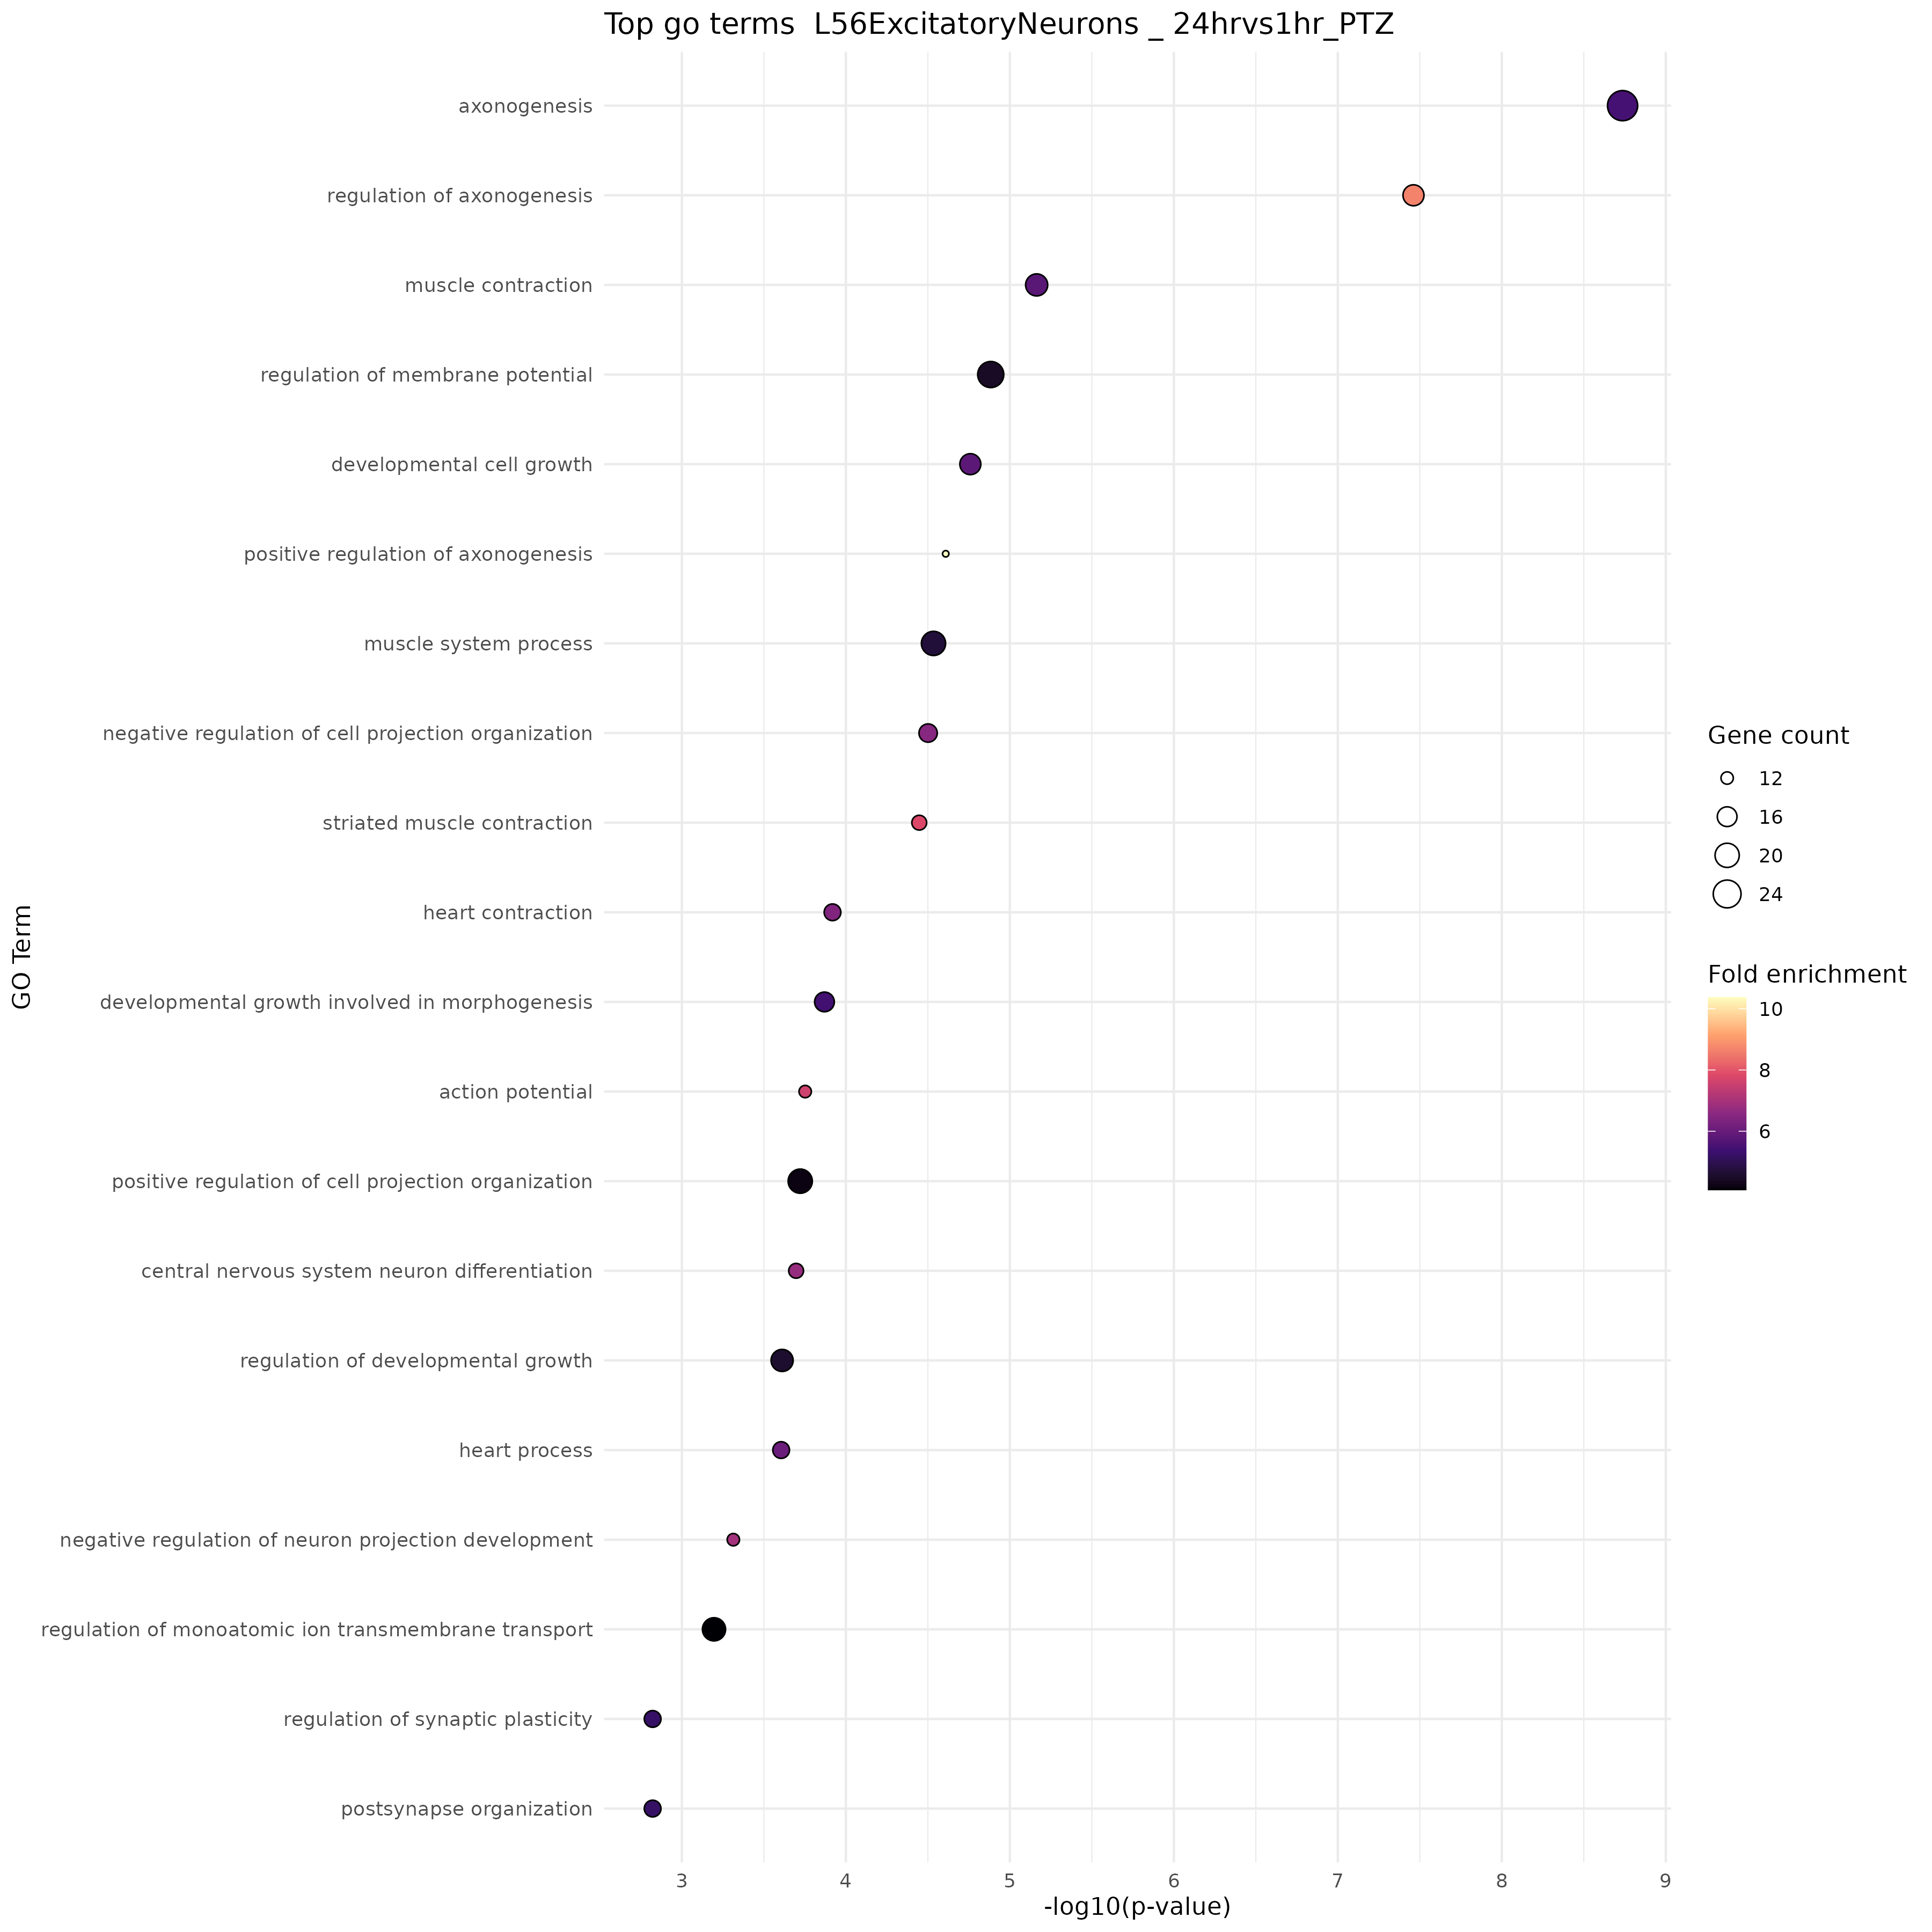 Top go terms  L56ExcitatoryNeurons _ 24hrvs1hr_PTZ
axonogenesis
regulation of axonogenesis
muscle contraction
regulation of membrane potential
developmental cell growth
positive regulation of axonogenesis
muscle system process
negative regulation of cell projection organization
striated muscle contraction
heart contraction
developmental growth involved in morphogenesis
action potential
positive regulation of cell projection organization
central nervous system neuron differentiation
regulation of developmental growth
heart process
negative regulation of neuron projection development
regulation of monoatomic ion transmembrane transport
regulation of synaptic plasticity
postsynapse organization
GO Term
3 4 5 6 7 8 9
-log10(p-value)
Gene count
12
16
20
24
Fold enrichment
10
8
6